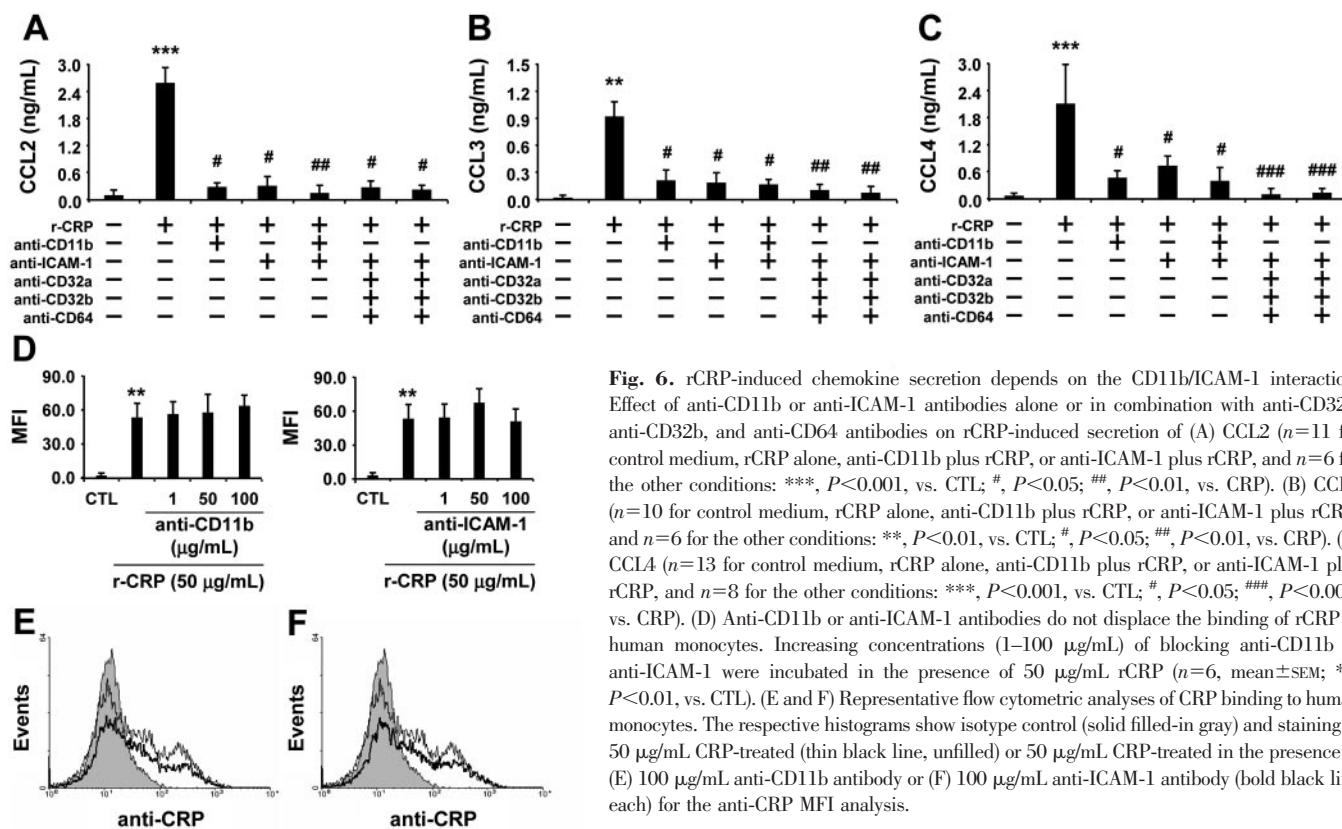 A
***
3.0
2.4
1.8
1.2
0.6
0.0
CCL2 (ng/mL)
# # ## # #
r-CRP − + + + + + +
anti-CD11b − − + − + − +
anti-ICAM-1 − − − + + + +
anti-CD32a − − − − − + +
anti-CD32b − − − − − + +
anti-CD64 − − − − − + +
B
**
1.5
1.2
0.9
0.6
0.3
0.0
CCL3 (ng/mL)
# # # ## ##
r-CRP − + + + + + +
anti-CD11b
anti-ICAM-1
anti-CD32a
anti-CD32b
anti-CD64
C
***
3.0
2.4
1.8
1.2
0.6
0.0
CCL4 (ng/mL)
# # # ### ###
r-CRP − + + + + + +
anti-CD11b
anti-ICAM-1
anti-CD32a
anti-CD32b
anti-CD64
D
90.0
60.0
30.0
0.0
MFI
**
CTL 1 50 100
anti-CD11b
(μg/mL)
r-CRP (50 μg/mL)
90.0
60.0
30.0
0.0
MFI
**
CTL 1 50 100
anti-ICAM-1
(μg/mL)
r-CRP (50 μg/mL)
E
64
0
Events
10⁰ 10¹ 10² 10³ 10⁴
anti-CRP
F
64
0
Events
10⁰ 10¹ 10² 10³ 10⁴
anti-CRP
Fig. 6. rCRP-induced chemokine secretion depends on the CD11b/ICAM-1 interaction
Effect of anti-CD11b or anti-ICAM-1 antibodies alone or in combination with anti-CD32
anti-CD32b, and anti-CD64 antibodies on rCRP-induced secretion of (A) CCL2 (n=11 f
control medium, rCRP alone, anti-CD11b plus rCRP, or anti-ICAM-1 plus rCRP, and n=6 f
the other conditions: ***, P<0.001, vs. CTL; #, P<0.05; ##, P<0.01, vs. CRP). (B) CCL
(n=10 for control medium, rCRP alone, anti-CD11b plus rCRP, or anti-ICAM-1 plus rCR
and n=6 for the other conditions: **, P<0.01, vs. CTL; #, P<0.05; ##, P<0.01, vs. CRP). (
CCL4 (n=13 for control medium, rCRP alone, anti-CD11b plus rCRP, or anti-ICAM-1 pl
rCRP, and n=8 for the other conditions: ***, P<0.001, vs. CTL; #, P<0.05; ###, P<0.00
vs. CRP). (D) Anti-CD11b or anti-ICAM-1 antibodies do not displace the binding of rCRP
human monocytes. Increasing concentrations (1–100 μg/mL) of blocking anti-CD11b
anti-ICAM-1 were incubated in the presence of 50 μg/mL rCRP (n=6, mean±SEM; *
P<0.01, vs. CTL). (E and F) Representative flow cytometric analyses of CRP binding to hum
monocytes. The respective histograms show isotype control (solid filled-in gray) and staining
50 μg/mL CRP-treated (thin black line, unfilled) or 50 μg/mL CRP-treated in the presence
(E) 100 μg/mL anti-CD11b antibody or (F) 100 μg/mL anti-ICAM-1 antibody (bold black li
each) for the anti-CRP MFI analysis.